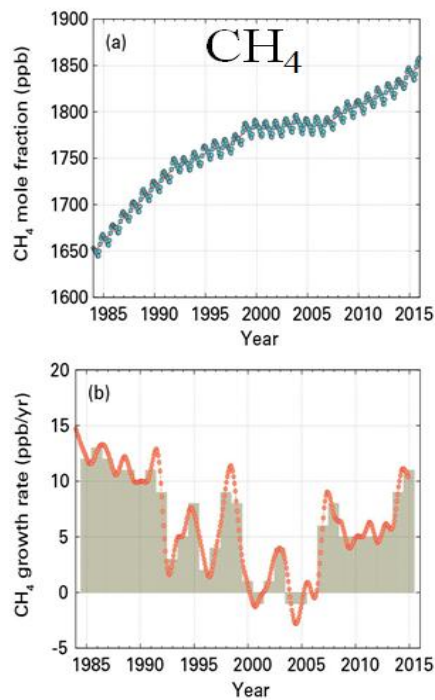 1900
1850
1800
1750
1700
1650
1600
(a)
CH₄
CH₄ mole fraction (ppb)
1985 1990 1995 2000 2005 2010 2015
Year
20
15
10
5
0
-5
(b)
CH₄ growth rate (ppb/yr)
1985 1990 1995 2000 2005 2010 2015
Year